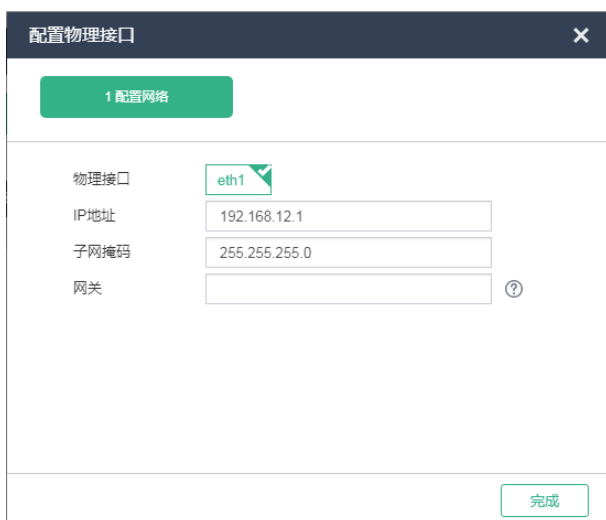 配置物理接口
1 配置网络
物理接口 eth1
IP地址 192.168.12.1
子网掩码 255.255.255.0
网关
完成